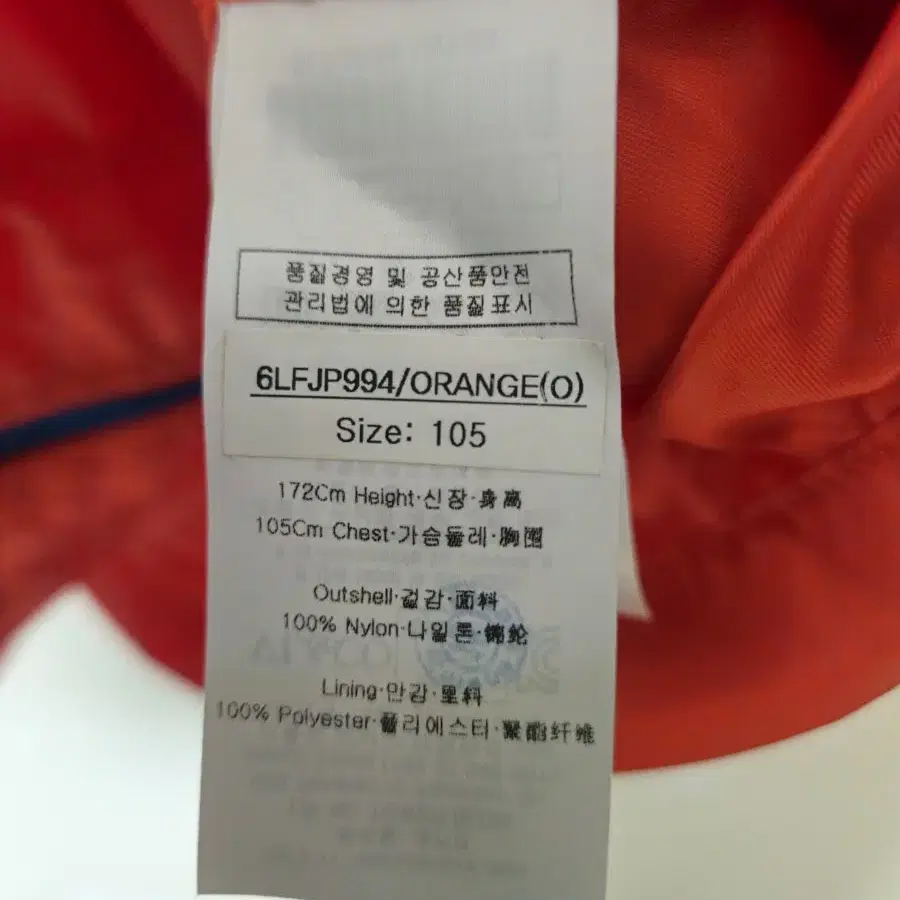 품질경영 및 공산품안전
관리법에 의한 품질표시
6LFJP994/ORANGE(O)
Size: 105
172Cm Height·신장·身高
105Cm Chest·가슴둘레·胸围
Outshell·겉감·面料
100% Nylon·나일론·锦纶
Lining·안감·里料
100% Polyester·폴리에스터·聚酯纤维